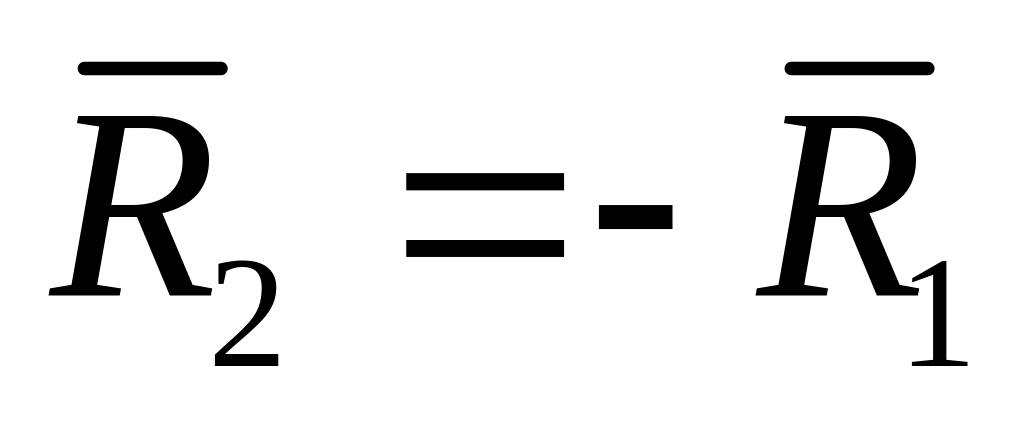 R̅₂ = - R̅₁